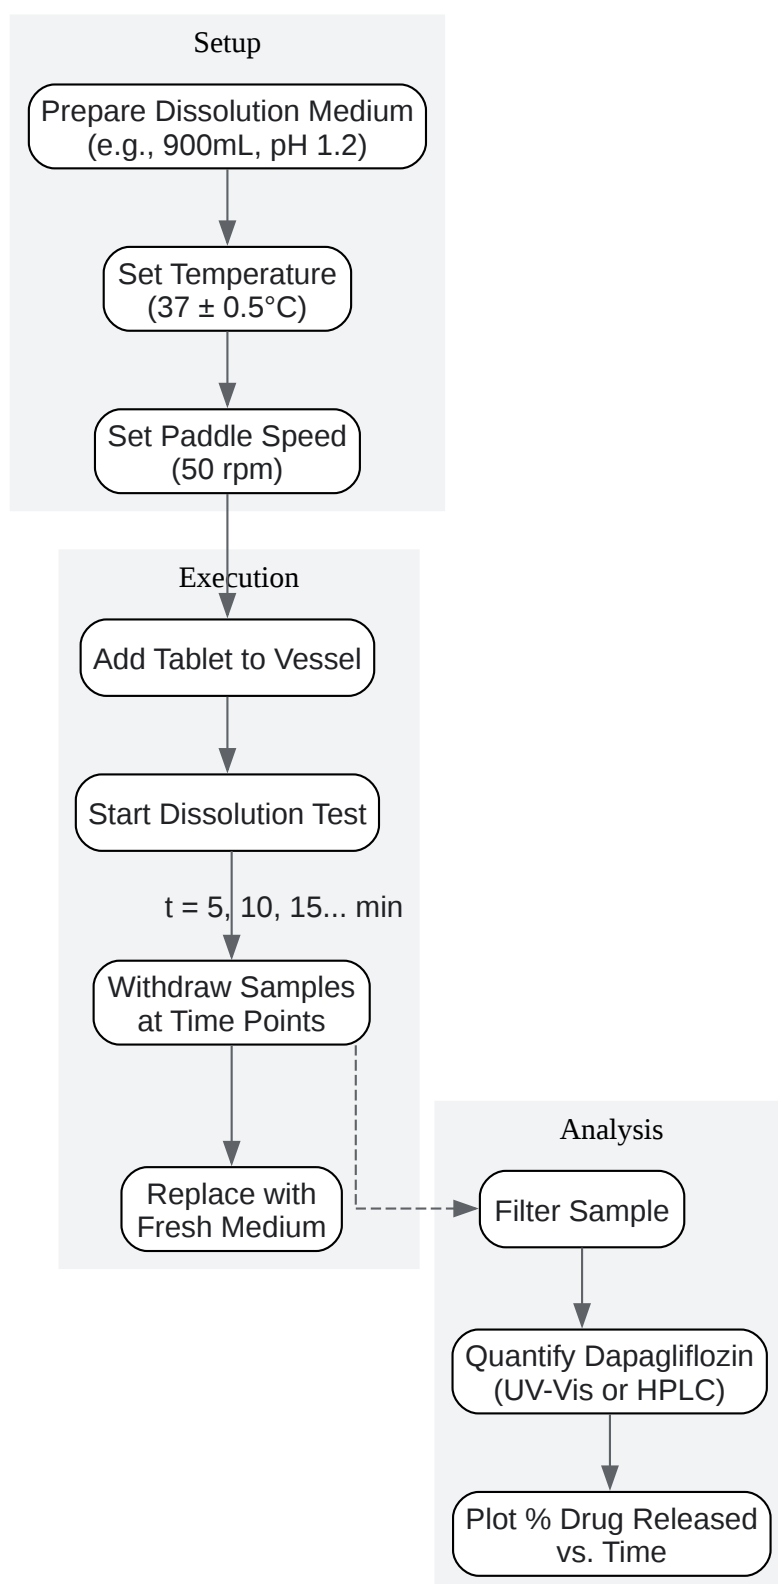 Setup
Prepare Dissolution Medium
(e.g., 900mL, pH 1.2)
Set Temperature
(37 ± 0.5°C)
Set Paddle Speed
(50 rpm)
Execution
Add Tablet to Vessel
Start Dissolution Test
t = 5, 10, 15... min
Withdraw Samples
at Time Points
Replace with
Fresh Medium
Analysis
Filter Sample
Quantify Dapagliflozin
(UV-Vis or HPLC)
Plot % Drug Released
vs. Time